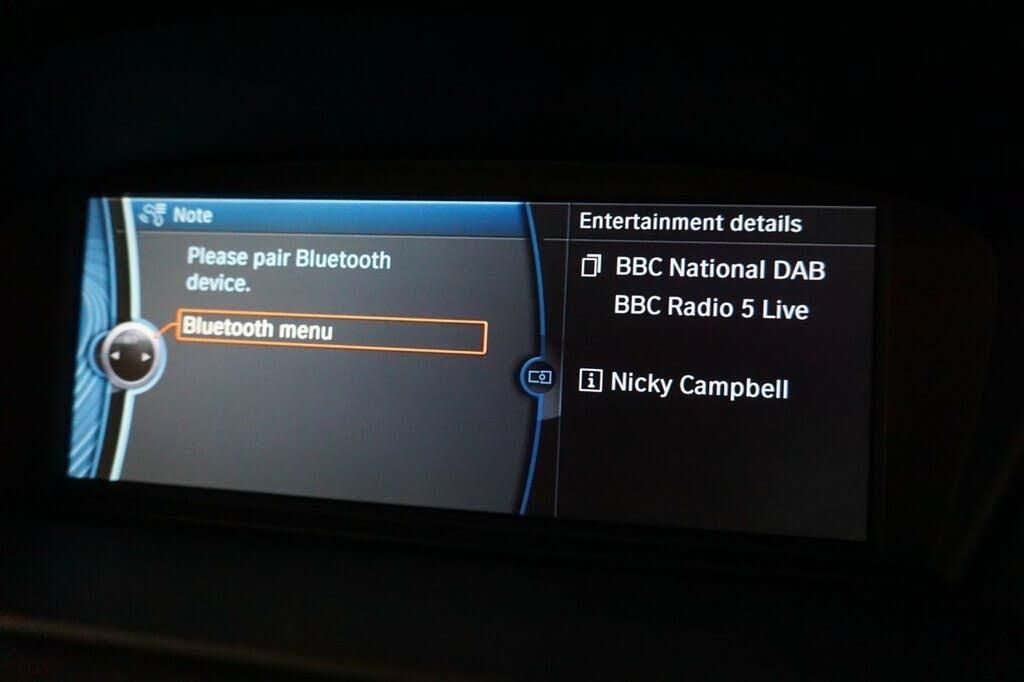 Note
Please pair Bluetooth
device.
Bluetooth menu
Entertainment details
BBC National DAB
BBC Radio 5 Live
Nicky Campbell